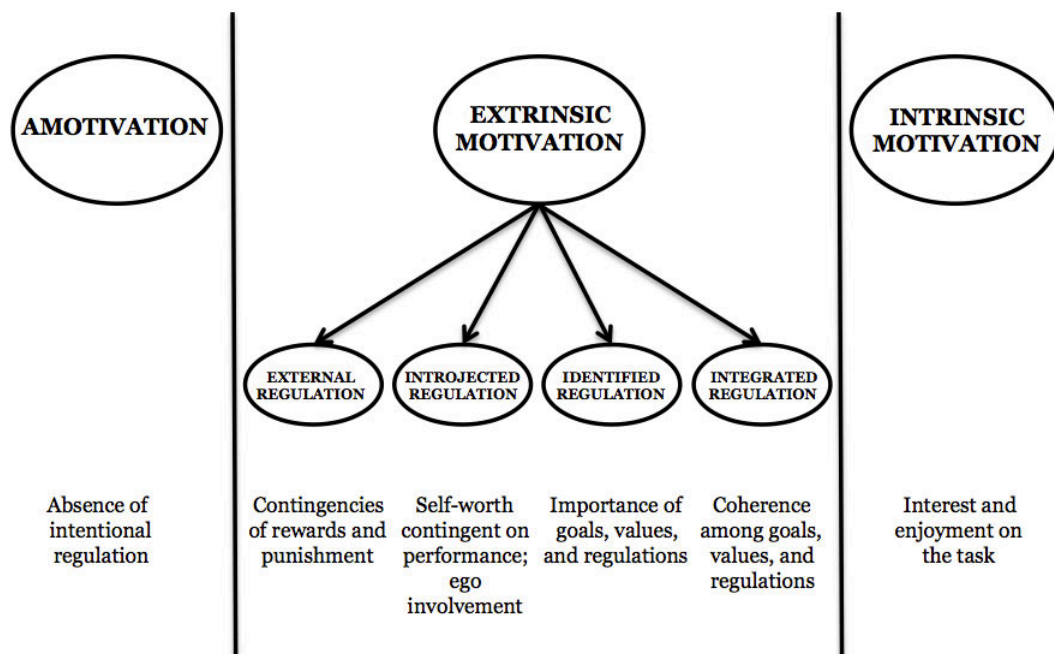 AMOTIVATION
EXTRINSIC
MOTIVATION
INTRINSIC
MOTIVATION
EXTERNAL
REGULATION
INTROJECTED
REGULATION
IDENTIFIED
REGULATION
INTEGRATED
REGULATION
Absence of
intentional
regulation
Contingencies
of rewards and
punishment
Self-worth
contingent on
performance;
ego
involvement
Importance of
goals, values,
and regulations
Coherence
among goals,
values, and
regulations
Interest and
enjoyment on
the task